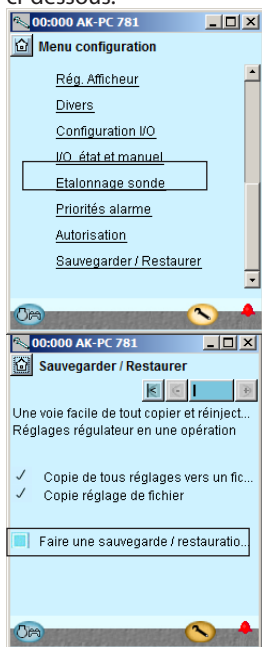 ci-dessous.
00:000 AK-PC 781
Menu configuration
Rég. Afficheur
Divers
Configuration I/O
I/O état et manuel
Etalonnage sonde
Priorités alarme
Autorisation
Sauvegarder / Restaurer
00:000 AK-PC 781
Sauvegarder / Restaurer
Une voie facile de tout copier et réinject...
Réglages régulateur en une opération
Copie de tous réglages vers un fic...
Copie réglage de fichier
Faire une sauvegarde / restauratio...